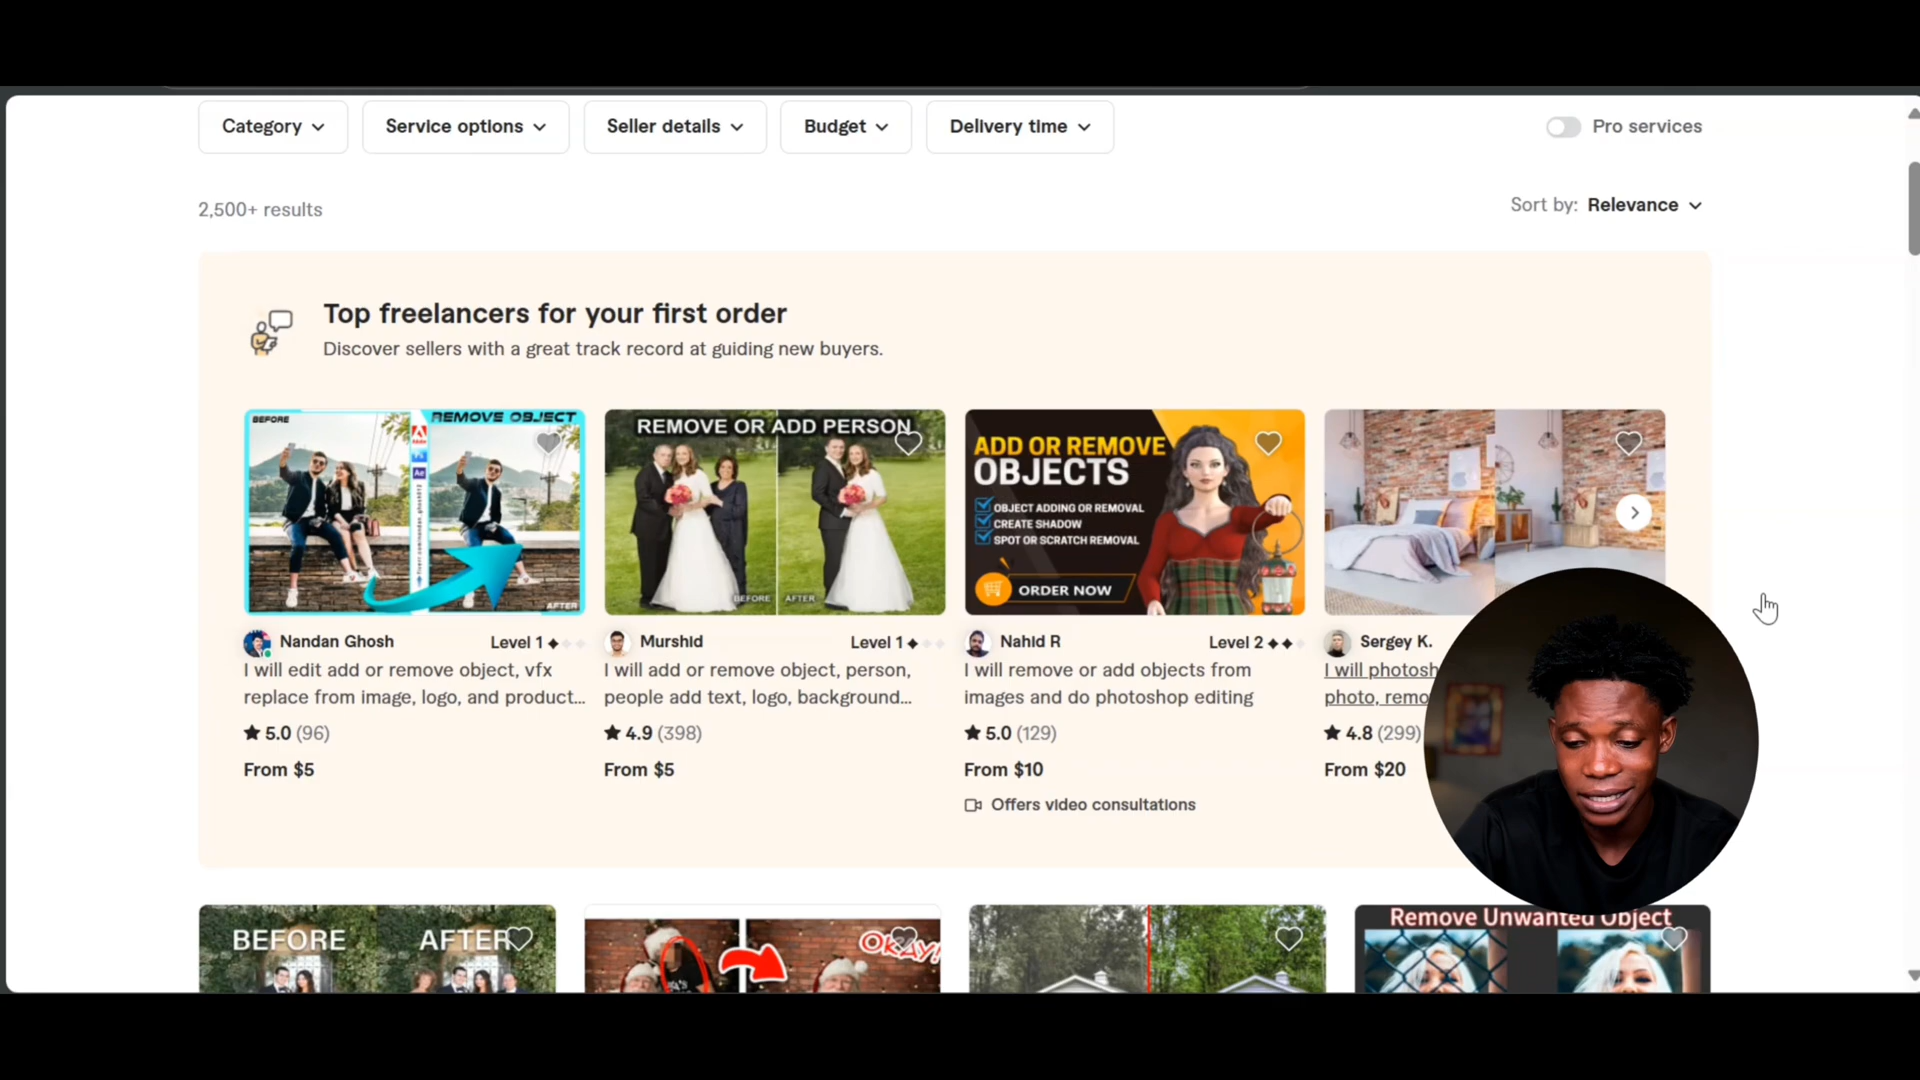 Category
Service options
Seller details
Budget
Delivery time
Pro services
2,500+ results
Sort by: Relevance
Top freelancers for your first order
Discover sellers with a great track record at guiding new buyers.
BEFORE
REMOVE OBJECT
Ae
AFTER
REMOVE OR ADD PERSON
BEFORE
AFTER
ADD OR REMOVE
OBJECTS
OBJECT ADDING OR REMOVAL
CREATE SHADOW
SPOT OR SCRATCH REMOVAL
ORDER NOW
Nandan Ghosh
Level 1
I will edit add or remove object, vfx
replace from image, logo, and product...
5.0 (96)
From $5
Murshid
Level 1
I will add or remove object, person,
people add text, logo, background...
4.9 (398)
From $5
Nahid R
Level 2
I will remove or add objects from
images and do photoshop editing
5.0 (129)
From $10
Offers video consultations
Sergey K.
I will photosh
photo, remo
4.8 (299)
From $20
BEFORE
AFTER
OKAY!
Remove Unwanted Object